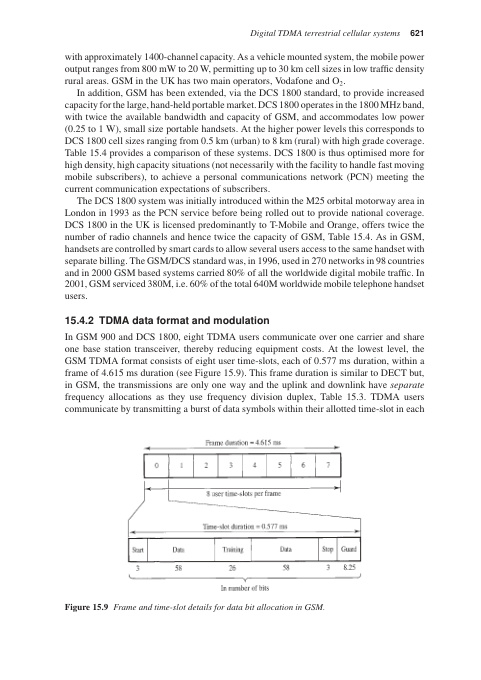 Digital TDMA terrestrial cellular systems 621
with approximately 1400-channel capacity. As a vehicle mounted system, the mobile power
output ranges from 800 mW to 20 W, permitting up to 30 km cell sizes in low traffic density
rural areas. GSM in the UK has two main operators, Vodafone and O2.
In addition, GSM has been extended, via the DCS 1800 standard, to provide increased
capacity for the large, hand-held portable market. DCS 1800 operates in the 1800 MHz band,
with twice the available bandwidth and capacity of GSM, and accommodates low power
(0.25 to 1 W), small size portable handsets. At the higher power levels this corresponds to
DCS 1800 cell sizes ranging from 0.5 km (urban) to 8 km (rural) with high grade coverage.
Table 15.4 provides a comparison of these systems. DCS 1800 is thus optimised more for
high density, high capacity situations (not necessarily with the facility to handle fast moving
mobile subscribers), to achieve a personal communications network (PCN) meeting the
current communication expectations of subscribers.
The DCS 1800 system was initially introduced within the M25 orbital motorway area in
London in 1993 as the PCN service before being rolled out to provide national coverage.
DCS 1800 in the UK is licensed predominantly to T-Mobile and Orange, offers twice the
number of radio channels and hence twice the capacity of GSM, Table 15.4. As in GSM,
handsets are controlled by smart cards to allow several users access to the same handset with
separate billing. The GSM/DCS standard was, in 1996, used in 270 networks in 98 countries
and in 2000 GSM based systems carried 80% of all the worldwide digital mobile traffic. In
2001, GSM serviced 380M, i.e. 60% of the total 640M worldwide mobile telephone handset
users.
15.4.2 TDMA data format and modulation
In GSM 900 and DCS 1800, eight TDMA users communicate over one carrier and share
one base station transceiver, thereby reducing equipment costs. At the lowest level, the
GSM TDMA format consists of eight user time-slots, each of 0.577 ms duration, within a
frame of 4.615 ms duration (see Figure 15.9). This frame duration is similar to DECT but,
in GSM, the transmissions are only one way and the uplink and downlink have separate
frequency allocations as they use frequency division duplex, Table 15.3. TDMA users
communicate by transmitting a burst of data symbols within their allotted time-slot in each
Frame duration = 4.615 ms
0 1 2 3 4 5 6 7
8 user time-slots per frame
Time-slot duration = 0.577 ms
Start Data Training Data Stop Guard
3 58 26 58 3 8.25
In number of bits
Figure 15.9 Frame and time-slot details for data bit allocation in GSM.